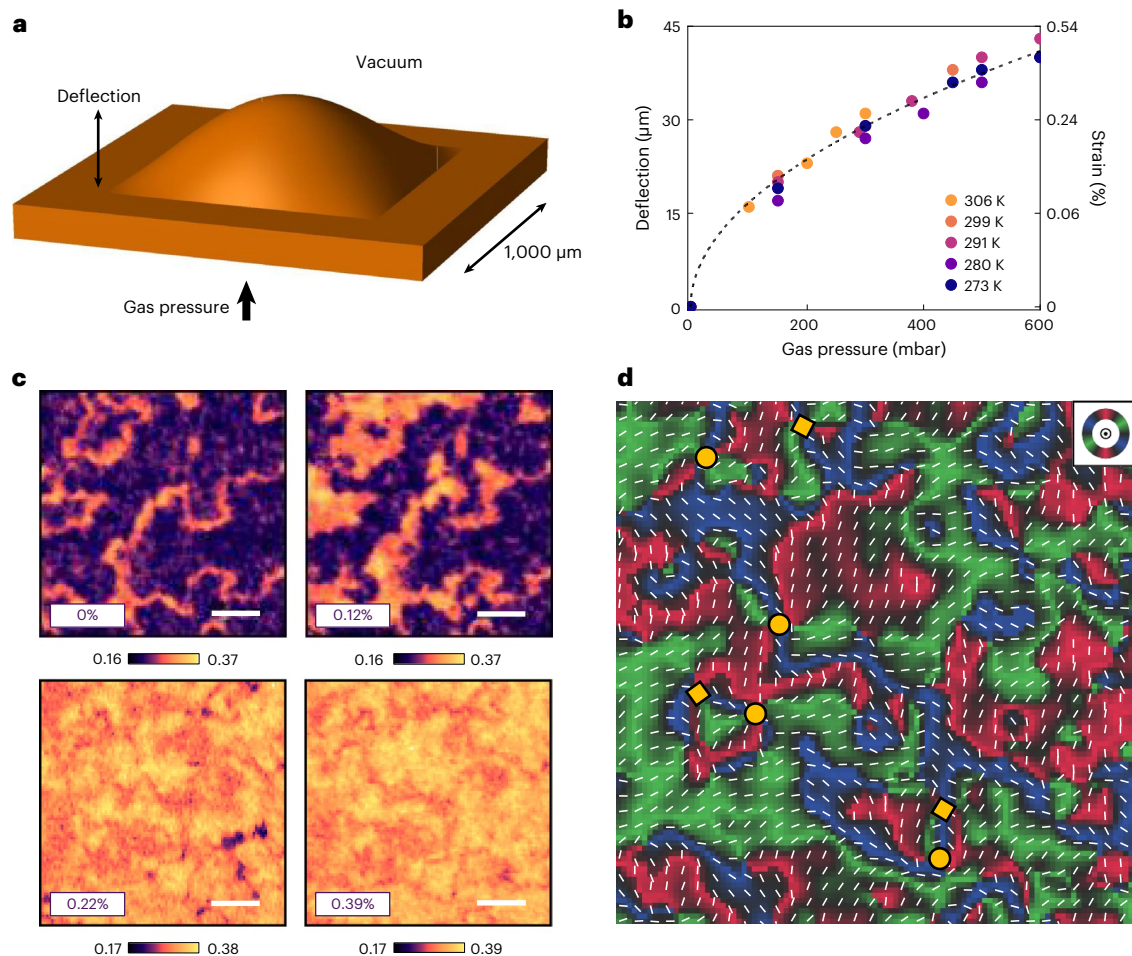 a
Vacuum
Deflection
1,000 µm
Gas pressure
b
45
30
15
0
Deflection (µm)
0.54
0.24
0.06
0
Strain (%)
306 K
299 K
291 K
280 K
273 K
0
200
400
600
Gas pressure (mbar)
c
0%
0.12%
0.16
0.37
0.16
0.37
0.22%
0.39%
0.17
0.38
0.17
0.39
d